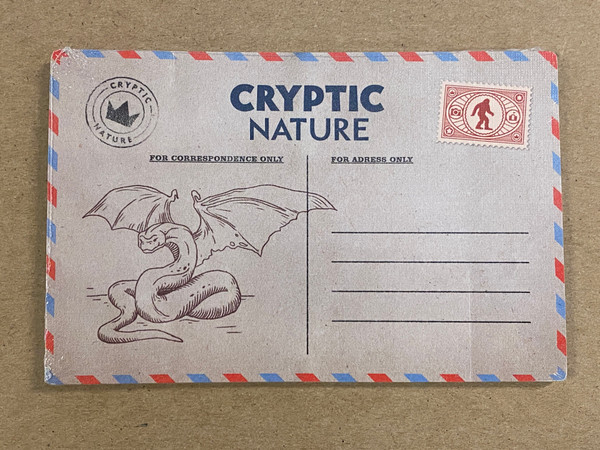 CRYPTIC
NATURE
CRYPTIC
NATURE
FOR CORRESPONDENCE ONLY
FOR ADRESS ONLY